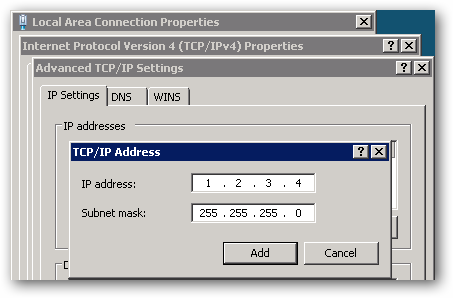 Local Area Connection Properties
Internet Protocol Version 4 (TCP/IPv4) Properties
Advanced TCP/IP Settings
IP Settings DNS WINS
IP addresses
TCP/IP Address
IP address: 1 . 2 . 3 . 4
Subnet mask: 255 . 255 . 255 . 0
Add Cancel